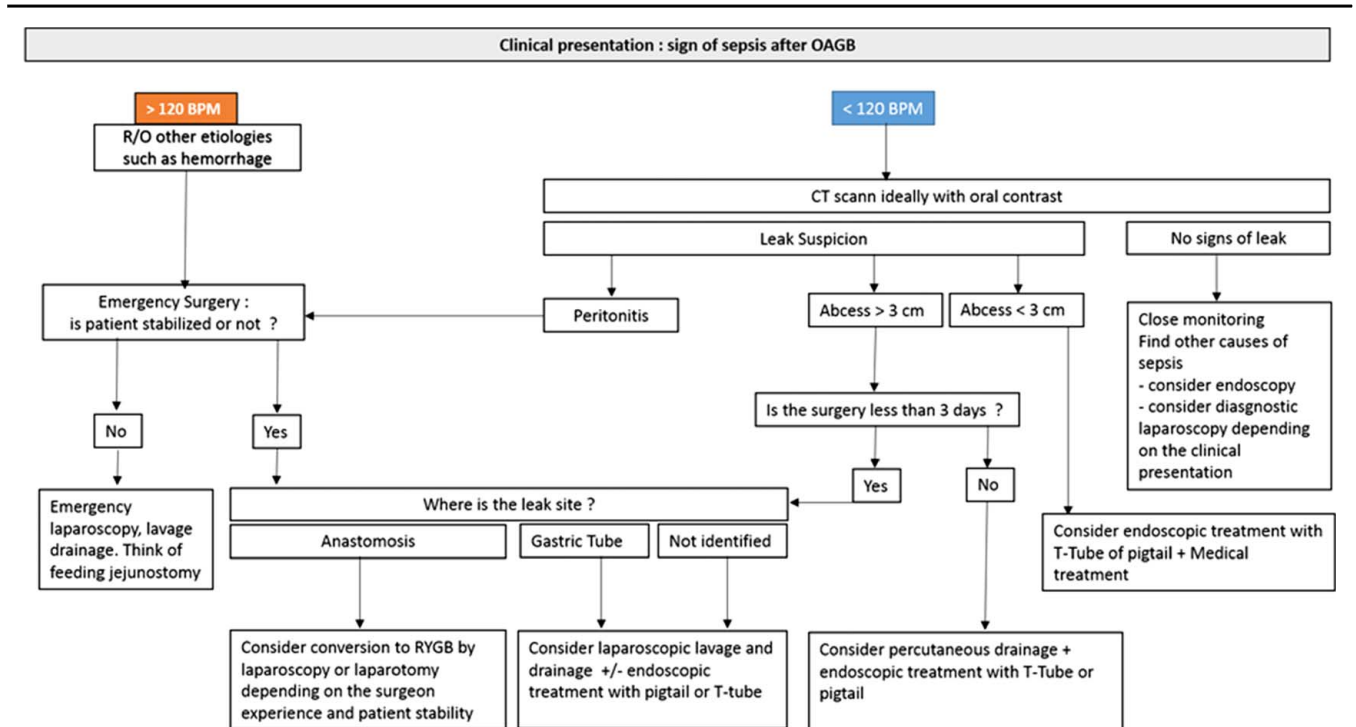 Clinical presentation : sign of sepsis after OAGB
> 120 BPM
< 120 BPM
R/O other etiologies
such as hemorrhage
CT scann ideally with oral contrast
Leak Suspicion
No signs of leak
Emergency Surgery :
is patient stabilized or not ?
Peritonitis
Abcess > 3 cm
Abcess < 3 cm
Close monitoring
Find other causes of
sepsis
- consider endoscopy
- consider diasgnostic
laparoscopy depending
on the clinical
presentation
Is the surgery less than 3 days ?
No
Yes
Yes
No
Emergency
laparoscopy, lavage
drainage. Think of
feeding jejunostomy
Where is the leak site ?
Anastomosis
Gastric Tube
Not identified
Consider endoscopic treatment with
T-Tube of pigtail + Medical
treatment
Consider conversion to RYGB by
laparoscopy or laparotomy
depending on the surgeon
experience and patient stability
Consider laparoscopic lavage and
drainage +/- endoscopic
treatment with pigtail or T-tube
Consider percutaneous drainage +
endoscopic treatment with T-Tube or
pigtail